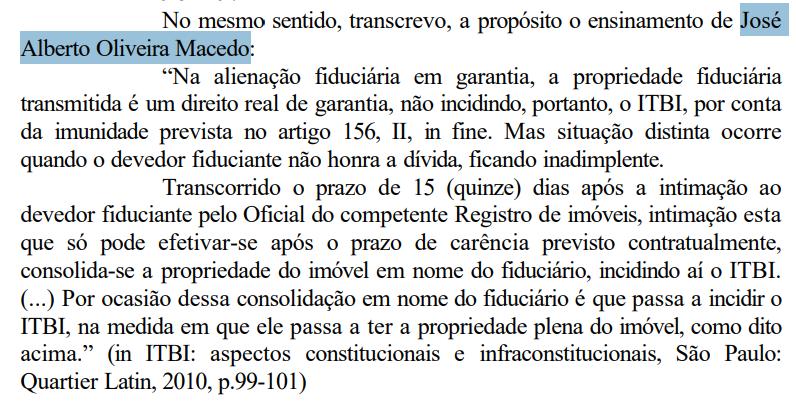 No mesmo sentido, transcrevo, a propósito o ensinamento de José
Alberto Oliveira Macedo:
“Na alienação fiduciária em garantia, a propriedade fiduciária
transmitida é um direito real de garantia, não incidindo, portanto, o ITBI, por conta
da imunidade prevista no artigo 156, II, in fine. Mas situação distinta ocorre
quando o devedor fiduciante não honra a dívida, ficando inadimplente.
Transcorrido o prazo de 15 (quinze) dias após a intimação ao
devedor fiduciante pelo Oficial do competente Registro de imóveis, intimação esta
que só pode efetivar-se após o prazo de carência previsto contratualmente,
consolida-se a propriedade do imóvel em nome do fiduciário, incidindo aí o ITBI.
(...) Por ocasião dessa consolidação em nome do fiduciário é que passa a incidir o
ITBI, na medida em que ele passa a ter a propriedade plena do imóvel, como dito
acima.” (in ITBI: aspectos constitucionais e infraconstitucionais, São Paulo:
Quartier Latin, 2010, p.99-101)